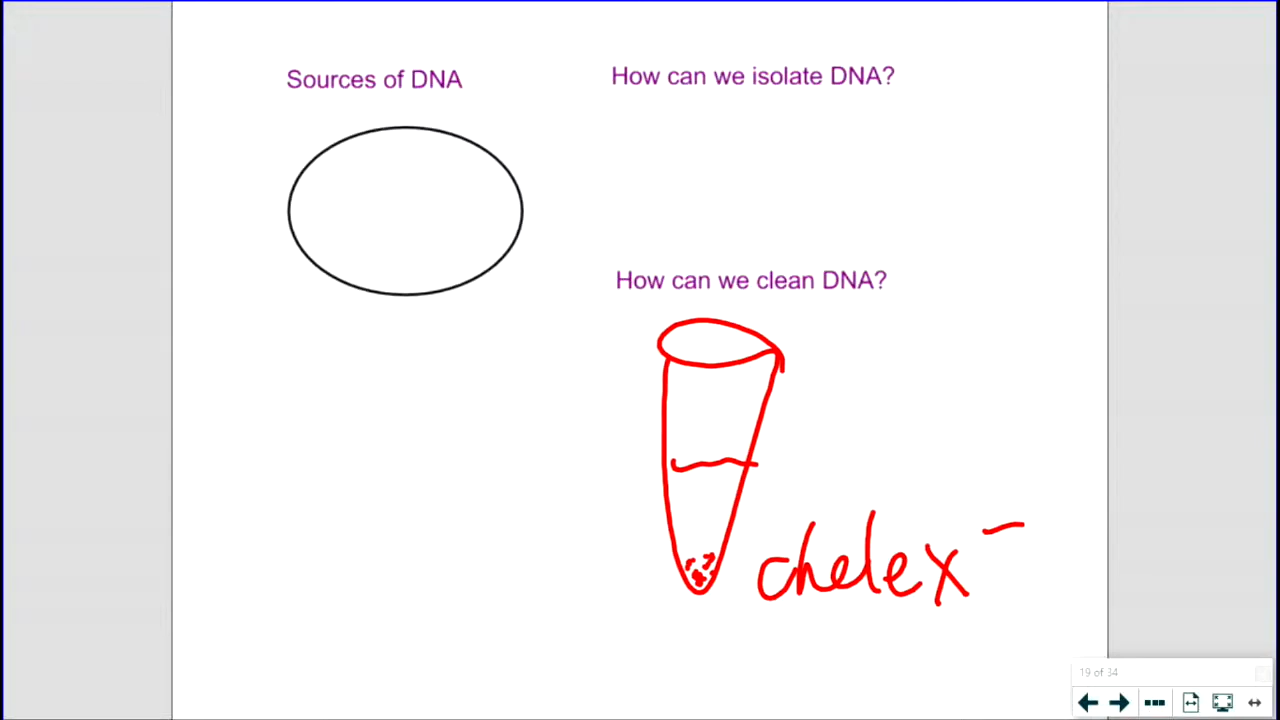 Sources of DNA
How can we isolate DNA?
How can we clean DNA?
chelex -
19 of 34